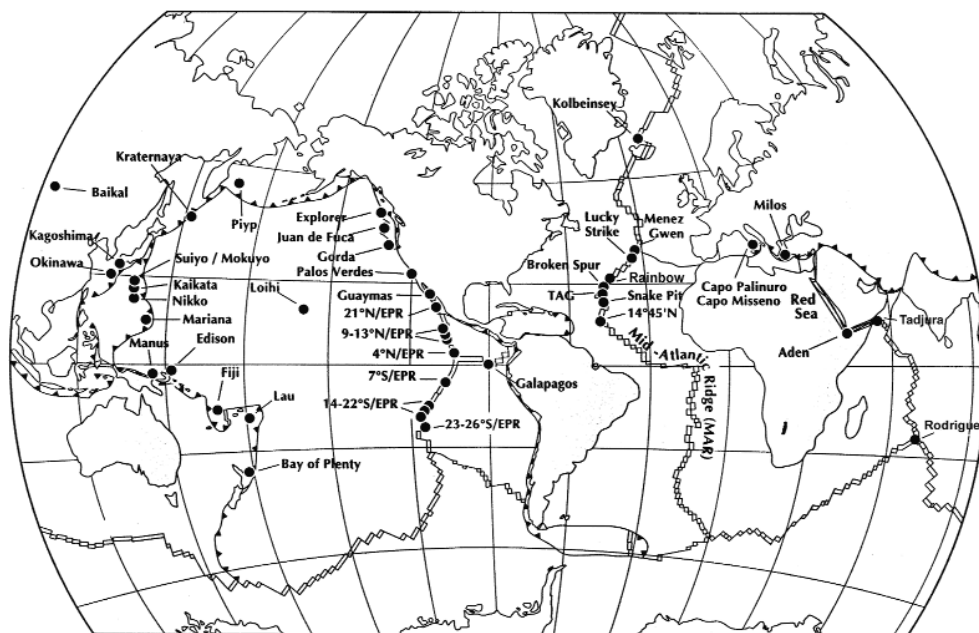 Kolbeinsey
Kraternaya
Baikal
Piyp
Explorer
Juan de Fuca
Gorda
Palos Verdes
Lucky
Strike
Menez
Gwen
Milos
Kagoshima
Okinawa
Suiyo / Mokuyo
Kaikata
Nikko
Mariana
Loihi
Broken Spur
Rainbow
TAG
Snake Pit
14°45'N
Capo Palinuro
Capo Misseno
Red
Sea
Tadjura
Aden
Guaymas
21°N/EPR
9-13°N/EPR
4°N/EPR
7°S/EPR
14-22°S/EPR
23-26°S/EPR
Galapagos
Mid-Atlantic
Ridge (MAR)
Manus
Edison
Fiji
Lau
Bay of Plenty
Rodrigue